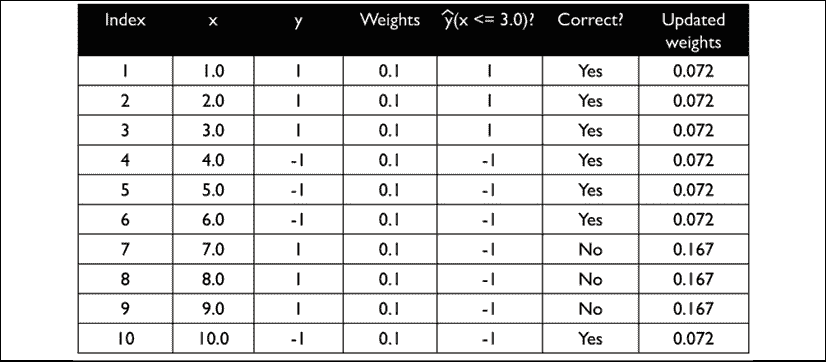 Index x y Weights ŷ(x <= 3.0)? Correct? Updated weights
1 1.0 1 0.1 1 Yes 0.072
2 2.0 1 0.1 1 Yes 0.072
3 3.0 1 0.1 1 Yes 0.072
4 4.0 -1 0.1 -1 Yes 0.072
5 5.0 -1 0.1 -1 Yes 0.072
6 6.0 -1 0.1 -1 Yes 0.072
7 7.0 1 0.1 -1 No 0.167
8 8.0 1 0.1 -1 No 0.167
9 9.0 1 0.1 -1 No 0.167
10 10.0 -1 0.1 -1 Yes 0.072